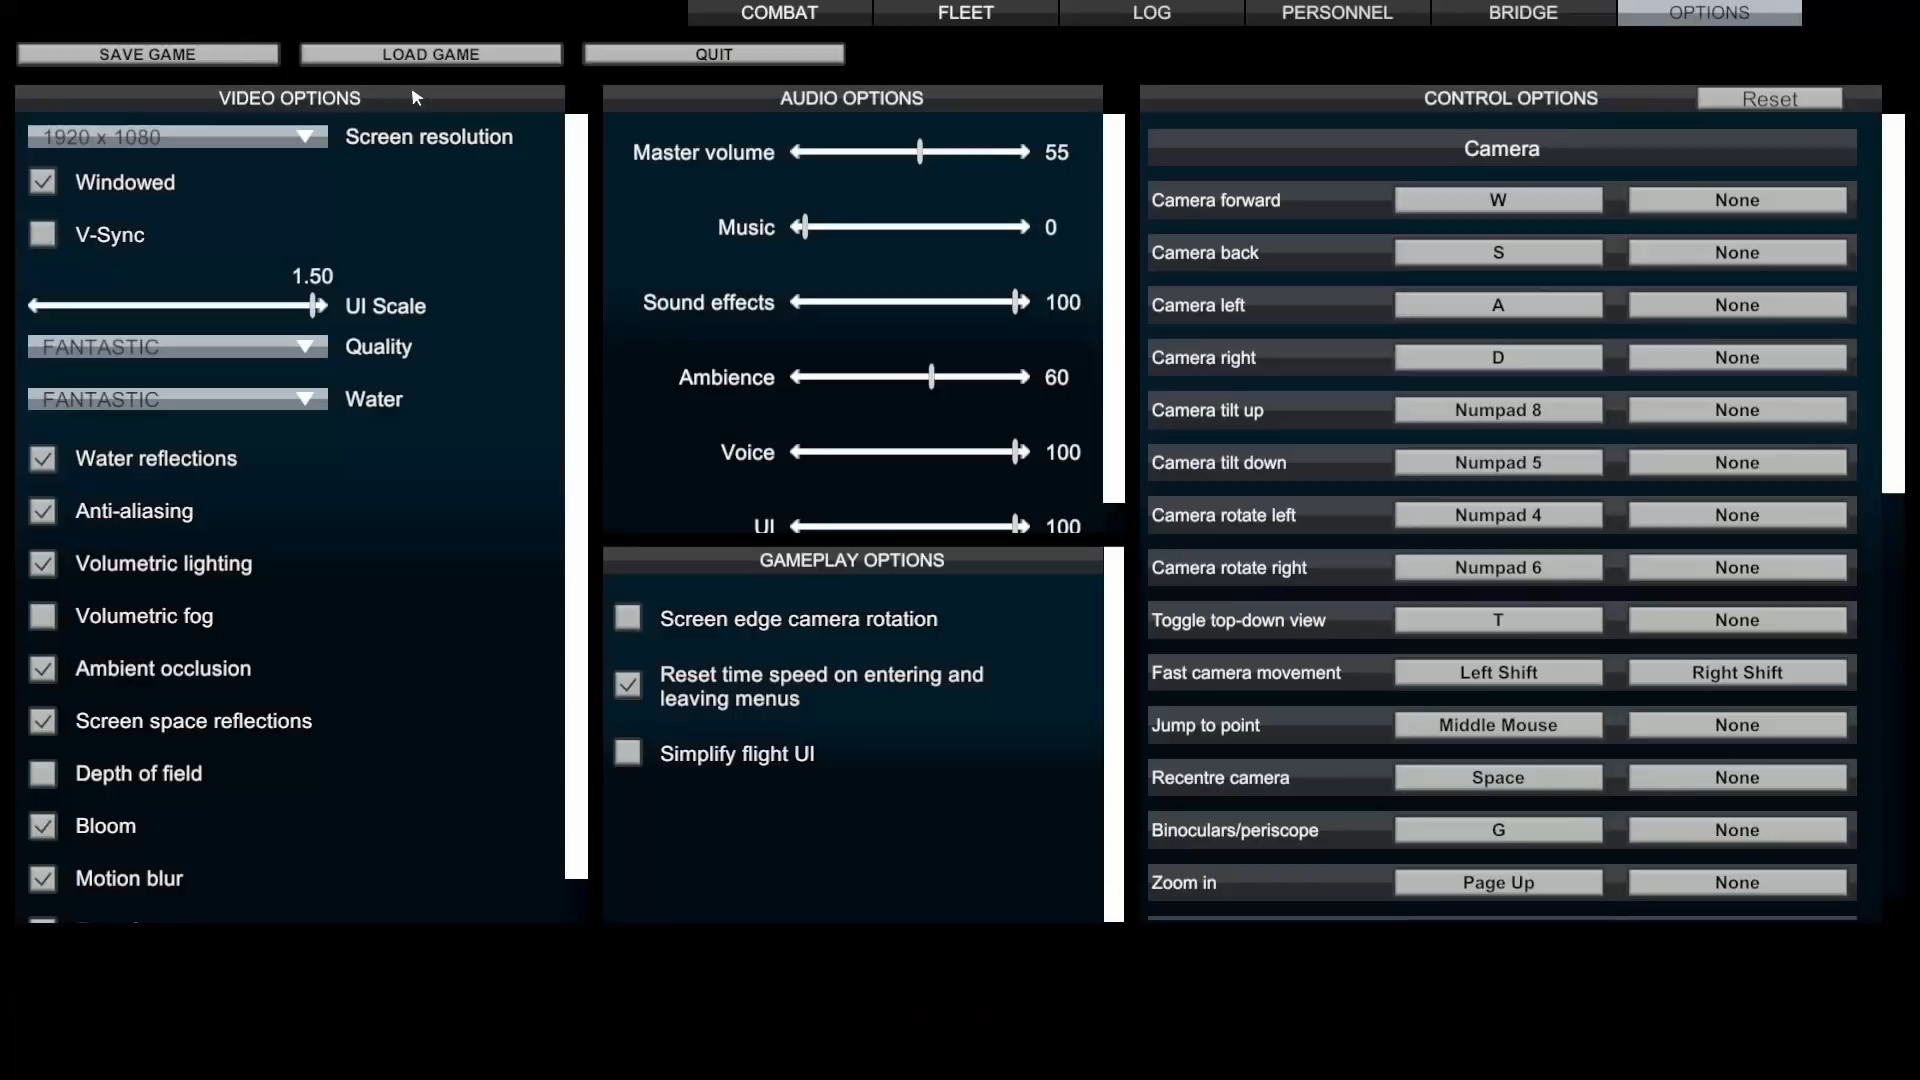 COMBAT
FLEET
LOG
PERSONNEL
BRIDGE
OPTIONS
SAVE GAME
LOAD GAME
QUIT
VIDEO OPTIONS
1920 x 1080 Screen resolution
Windowed
V-Sync
1.50
UI Scale
FANTASTIC Quality
FANTASTIC Water
Water reflections
Anti-aliasing
Volumetric lighting
Volumetric fog
Ambient occlusion
Screen space reflections
Depth of field
Bloom
Motion blur
AUDIO OPTIONS
Master volume 55
Music 0
Sound effects 100
Ambience 60
Voice 100
UI 100
GAMEPLAY OPTIONS
Screen edge camera rotation
Reset time speed on entering and
leaving menus
Simplify flight UI
CONTROL OPTIONS Reset
Camera
Camera forward W None
Camera back S None
Camera left A None
Camera right D None
Camera tilt up Numpad 8 None
Camera tilt down Numpad 5 None
Camera rotate left Numpad 4 None
Camera rotate right Numpad 6 None
Toggle top-down view T None
Fast camera movement Left Shift Right Shift
Jump to point Middle Mouse None
Recentre camera Space None
Binoculars/periscope G None
Zoom in Page Up None